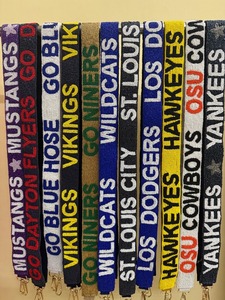 MUSTANGS ★ MUSTANGS
GO DAYTON FLYERS GO D
GO BLUE HOSE GO BLU
VIKINGS VIKINGS VIK
GO NINERS GO NINERS
WILDCATS WILDCATS
ST. LOUIS CITY ST. LOUIS
LOS DODGERS LOS DO
HAWKEYES HAWKEYES
OSU COWBOYS OSU COW
YANKEES ★ YANKEES